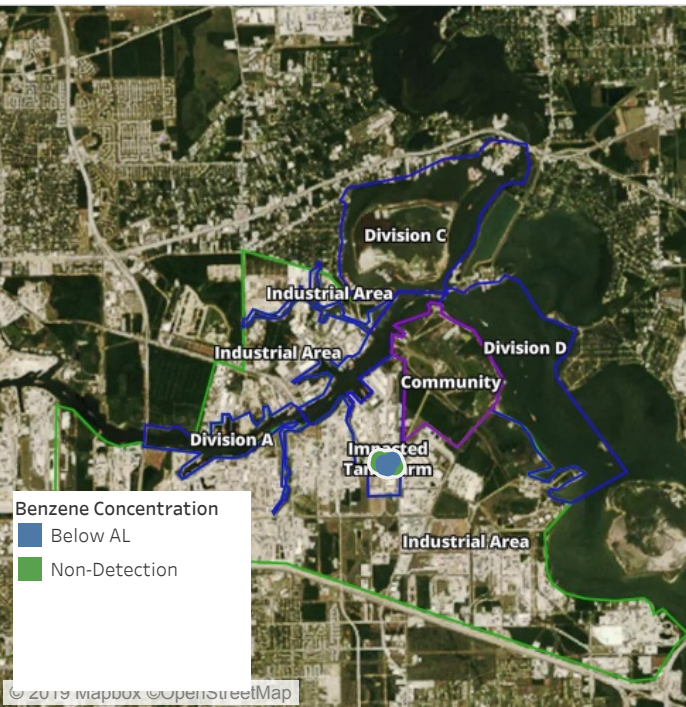 Division C
Industrial Area
Division D
Industrial Area
Community
Division A
Impacted
Tank Farm
Benzene Concentration
Below AL
Non-Detection
Industrial Area
© 2019 Mapbox ©OpenStreetMap